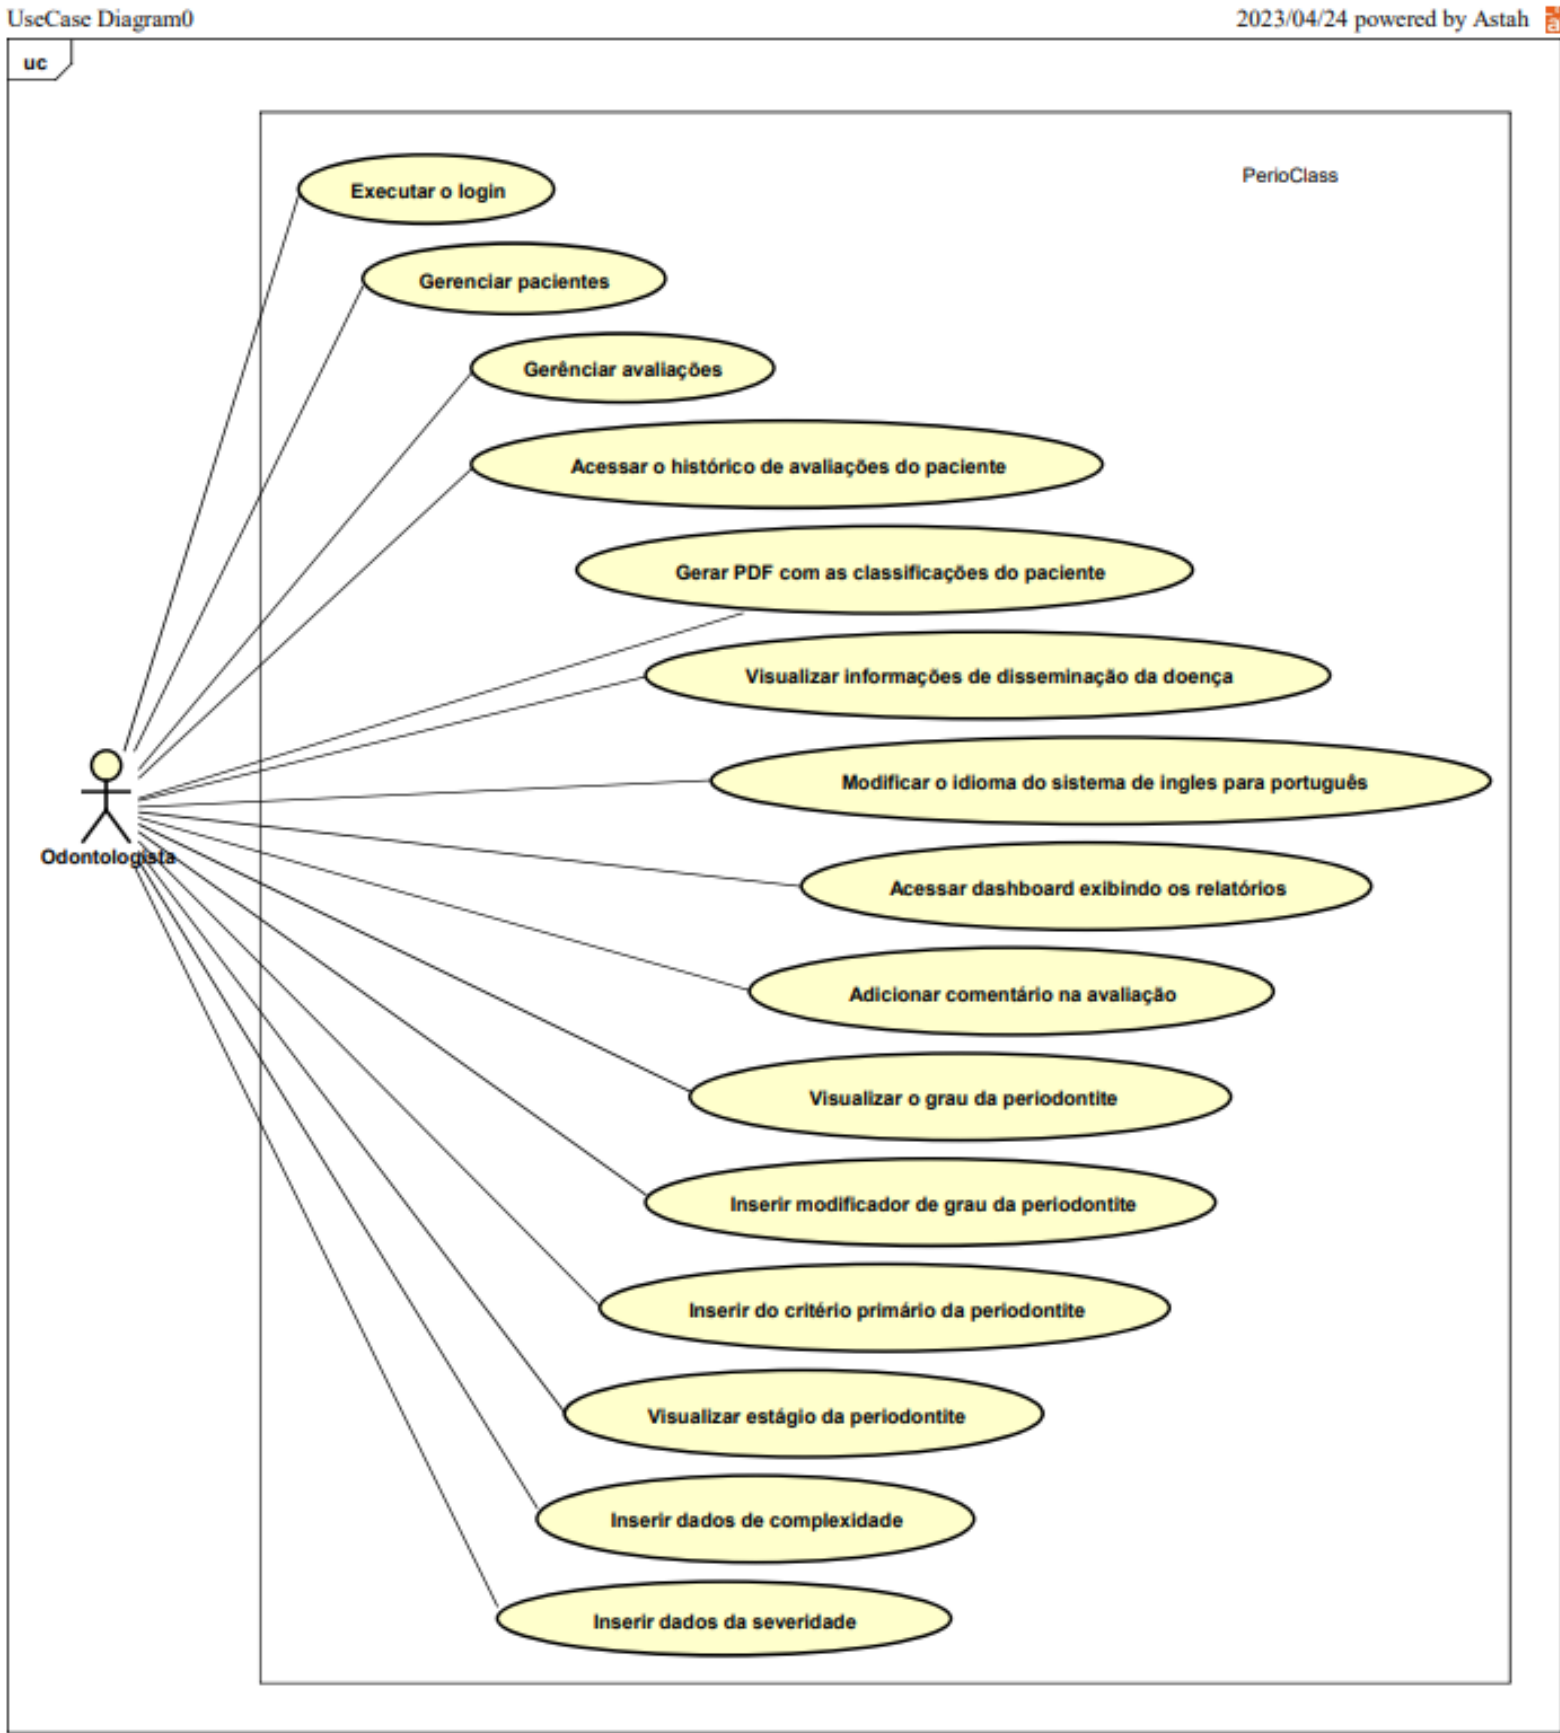 UseCase Diagram0
2023/04/24 powered by Astah
uc
PerioClass
Executar o login
Gerenciar pacientes
Gerênciar avaliações
Acessar o histórico de avaliações do paciente
Gerar PDF com as classificações do paciente
Visualizar informações de disseminação da doença
Modificar o idioma do sistema de ingles para português
Odontologista
Acessar dashboard exibindo os relatórios
Adicionar comentário na avaliação
Visualizar o grau da periodontite
Inserir modificador de grau da periodontite
Inserir do critério primário da periodontite
Visualizar estágio da periodontite
Inserir dados de complexidade
Inserir dados da severidade